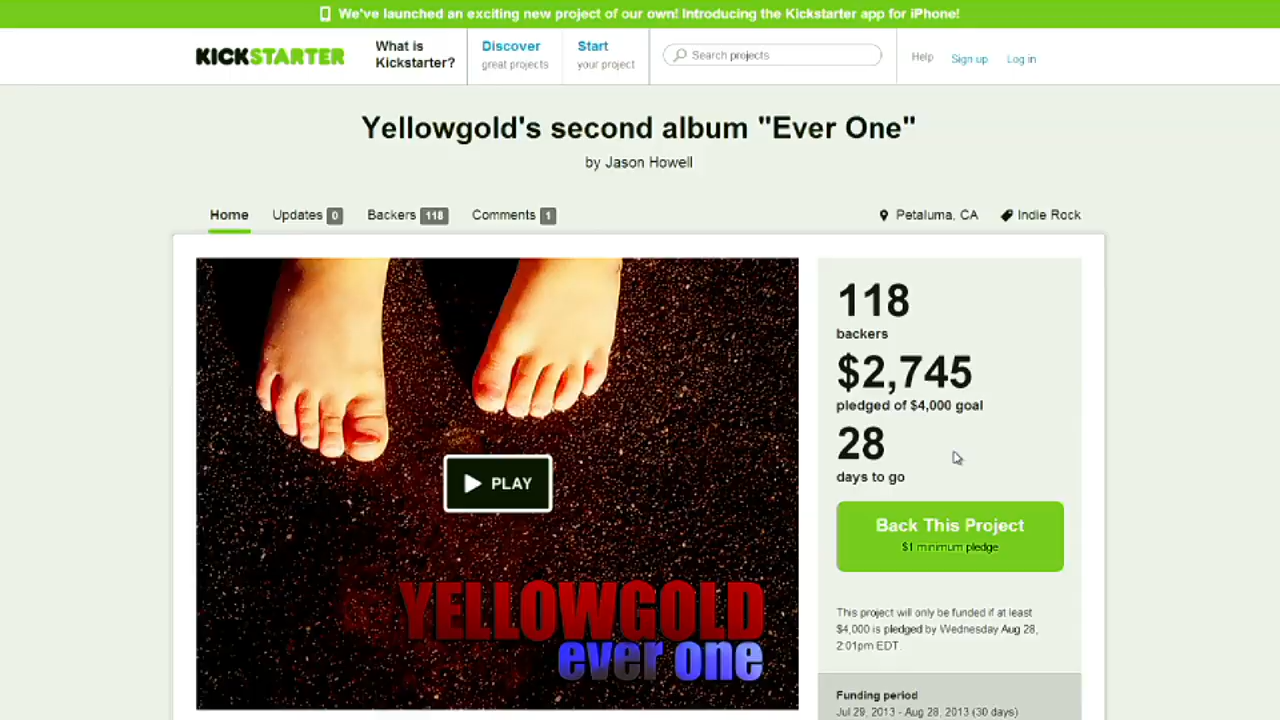 We've launched an exciting new project of our own! Introducing the Kickstarter app for iPhone!
KICKSTARTER
What is
Kickstarter?
Discover
great projects
Start
your project
Search projects
Help
Sign up
Log in
Yellowgold's second album "Ever One"
by Jason Howell
Home
Updates 0
Backers 118
Comments 1
Petaluma, CA
Indie Rock
PLAY
YELLOWGOLD
ever one
118
backers
$2,745
pledged of $4,000 goal
28
days to go
Back This Project
$1 minimum pledge
This project will only be funded if at least
$4,000 is pledged by Wednesday Aug 28,
2:01pm EDT
Funding period
Jul 29, 2013 - Aug 28, 2013 (30 days)